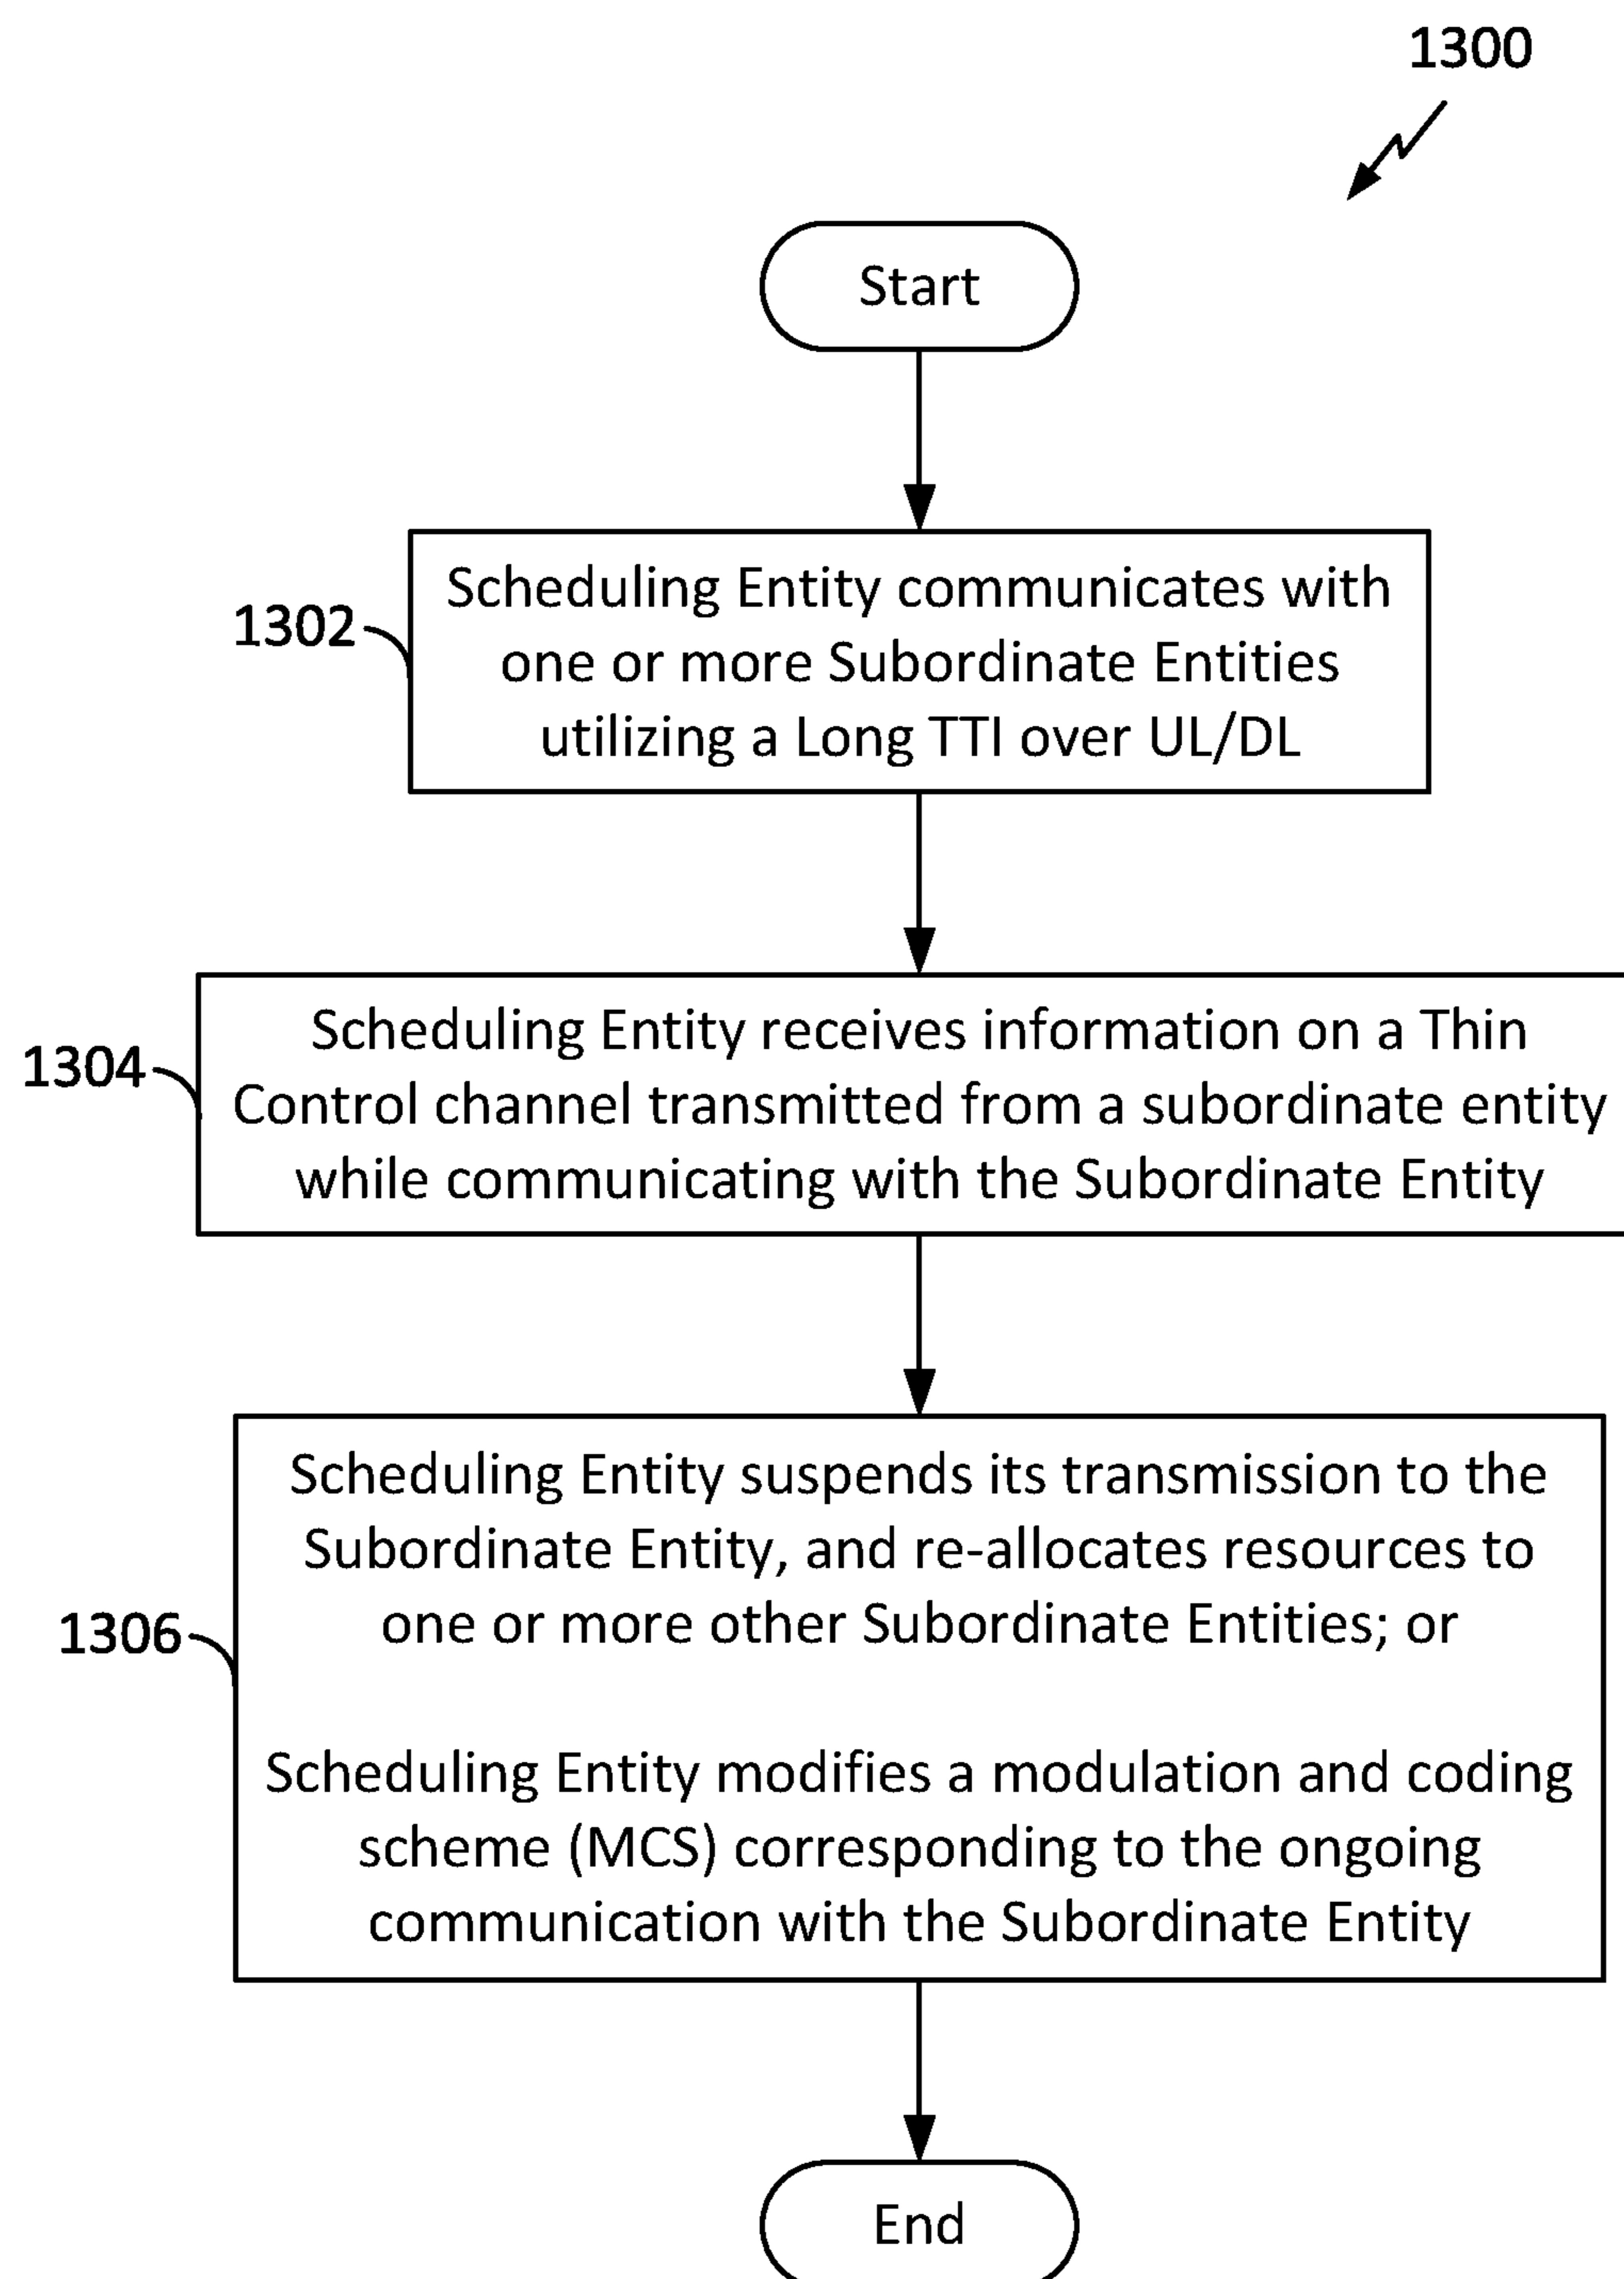 1300
Start
1302
Scheduling Entity communicates with
one or more Subordinate Entities
utilizing a Long TTI over UL/DL
1304
Scheduling Entity receives information on a Thin
Control channel transmitted from a subordinate entity
while communicating with the Subordinate Entity
1306
Scheduling Entity suspends its transmission to the
Subordinate Entity, and re-allocates resources to
one or more other Subordinate Entities; or
Scheduling Entity modifies a modulation and coding
scheme (MCS) corresponding to the ongoing
communication with the Subordinate Entity
End